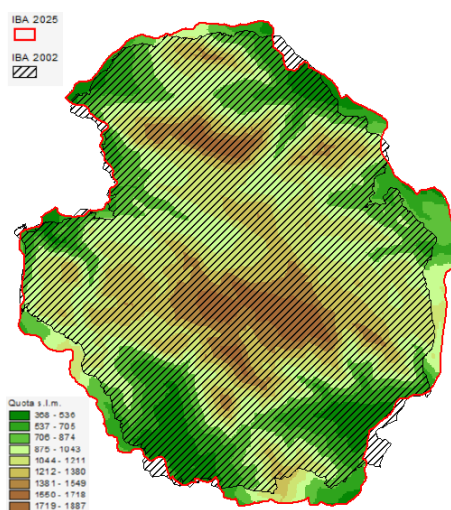 IBA 2025
IBA 2002
Quota s.l.m.
368 - 536
537 - 705
706 - 874
875 - 1043
1044 - 1211
1212 - 1380
1381 - 1549
1550 - 1718
1719 - 1887